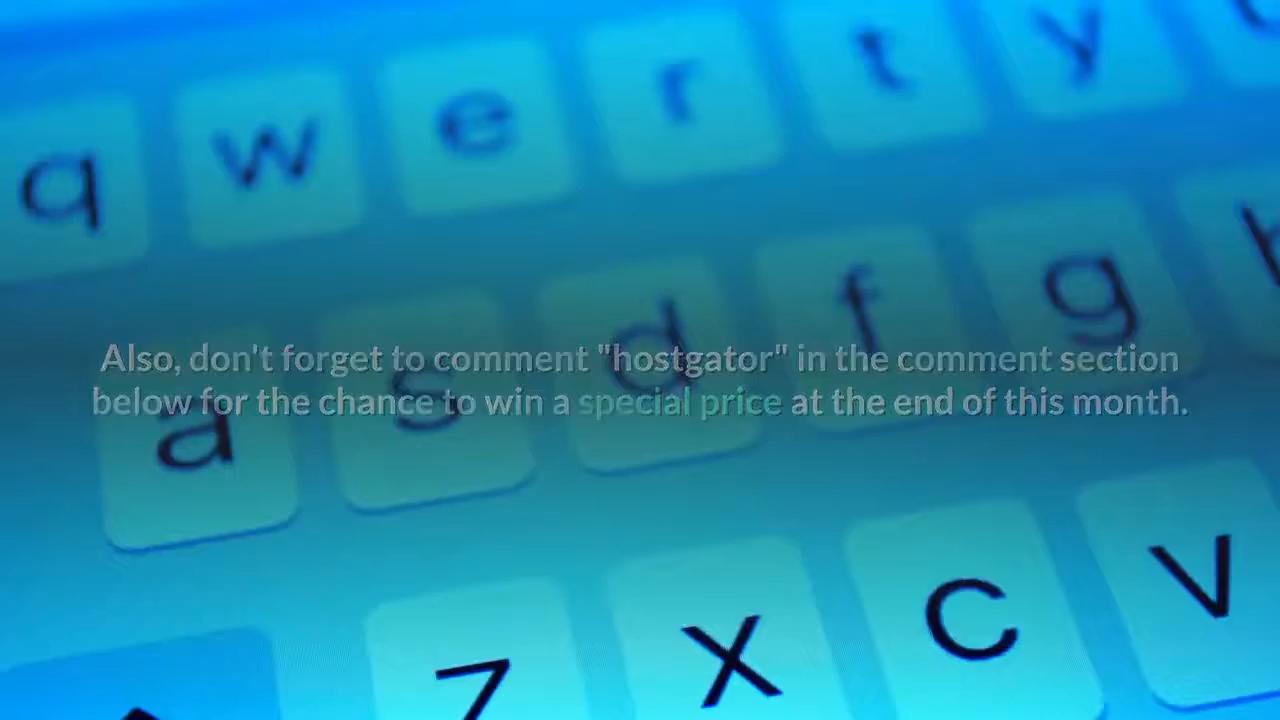 q w e r t y
a s d f g
Also, don't forget to comment "hostgator" in the comment section
below for the chance to win a special price at the end of this month.
z x c v